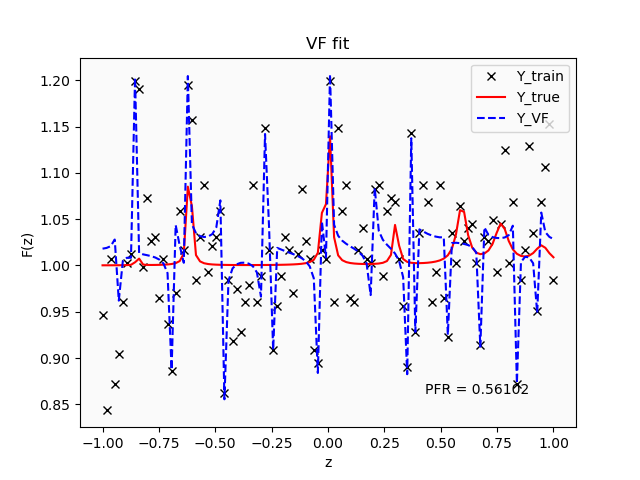 VF fit
1.20
1.15
1.10
1.05
1.00
0.95
0.90
0.85
F(z)
Y_train
Y_true
Y_VF
PFR = 0.56102
−1.00 −0.75 −0.50 −0.25 0.00 0.25 0.50 0.75 1.00
z